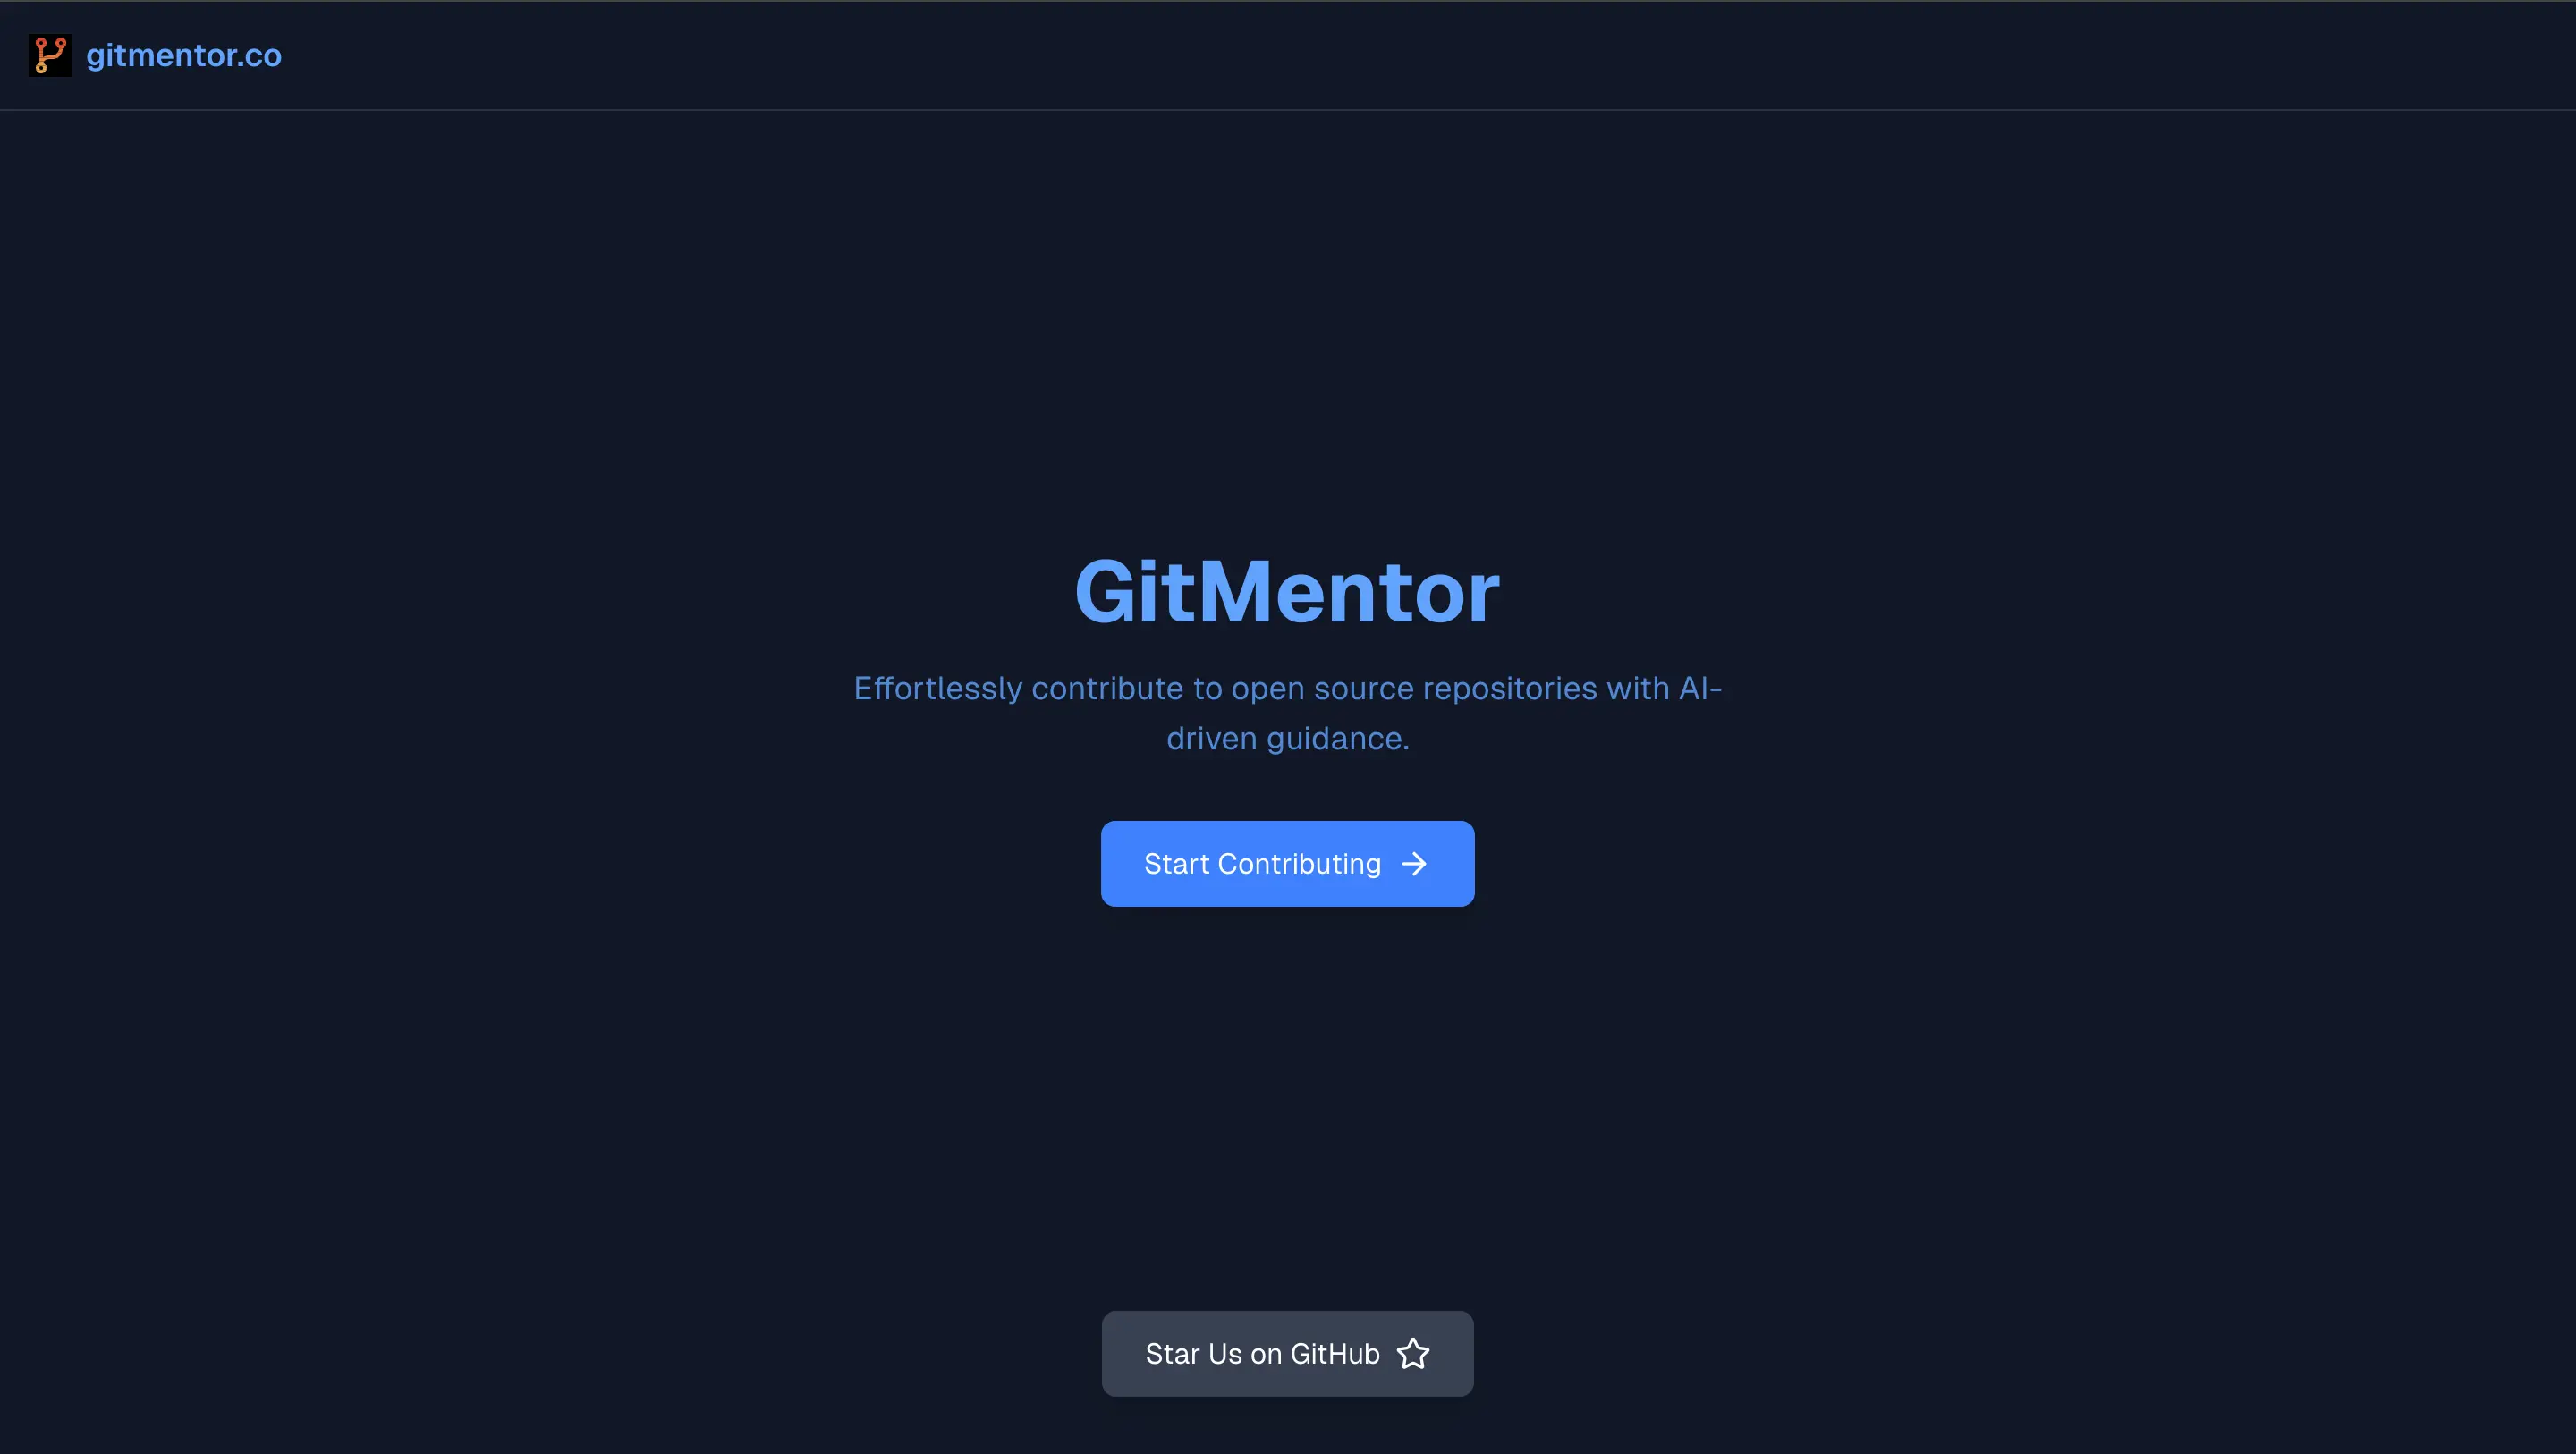 gitmentor.co
GitMentor
Effortlessly contribute to open source repositories with AI-
driven guidance.
Start Contributing
Star Us on GitHub